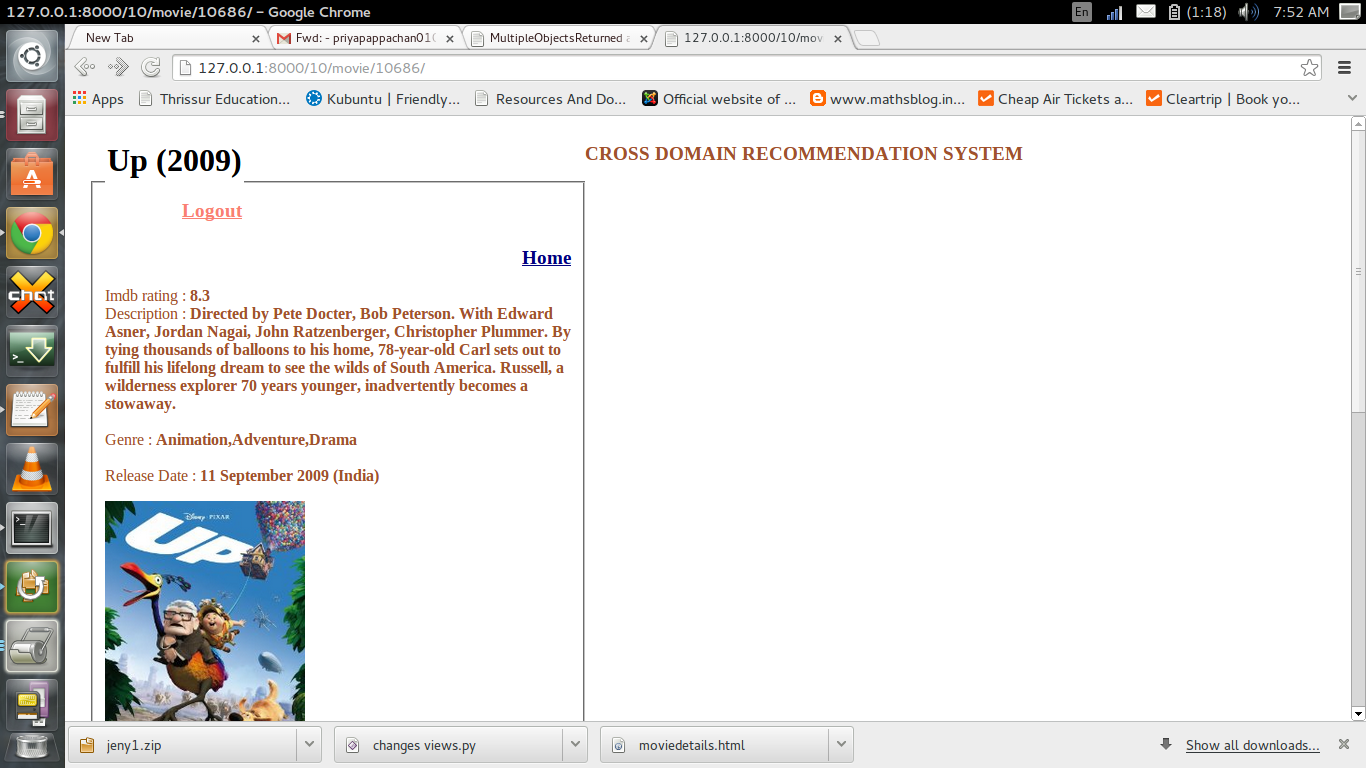 127.0.0.1:8000/10/movie/10686/ – Google Chrome
En
(1:18)
7:52 AM
New Tab
Fwd: - priyapappachan01
MultipleObjectsReturned
127.0.0.1:8000/10/mov
127.0.0.1:8000/10/movie/10686/
Apps
Thrissur Education...
Kubuntu | Friendly...
Resources And Do...
Official website of ...
www.mathsblog.in...
Cheap Air Tickets a...
Cleartrip | Book yo...
Up (2009)
CROSS DOMAIN RECOMMENDATION SYSTEM
Logout
Home
Imdb rating : 8.3
Description : Directed by Pete Docter, Bob Peterson. With Edward
Asner, Jordan Nagai, John Ratzenberger, Christopher Plummer. By
tying thousands of balloons to his home, 78-year-old Carl sets out to
fulfill his lifelong dream to see the wilds of South America. Russell, a
wilderness explorer 70 years younger, inadvertently becomes a
stowaway.
Genre : Animation,Adventure,Drama
Release Date : 11 September 2009 (India)
Disney · PIXAR
UP
chat
jeny1.zip
changes views.py
moviedetails.html
Show all downloads...